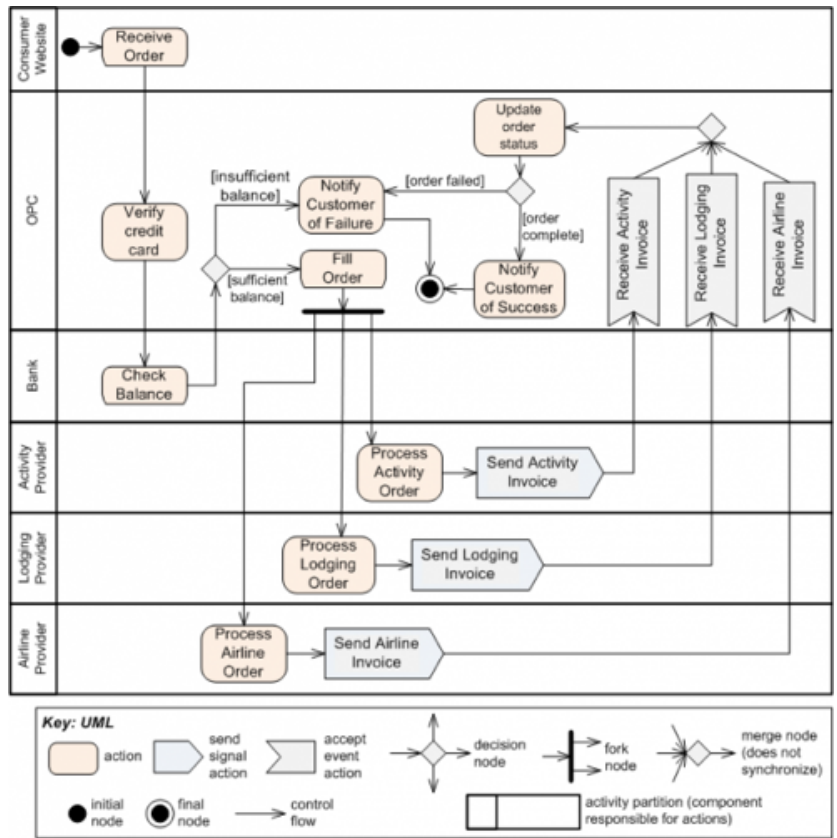 Consumer
Website
Receive
Order
OPC
Update
order
status
[insufficient
balance]
Notify
Customer
of Failure
[order failed]
Verify
credit
card
[order
complete]
Fill
Order
[sufficient
balance]
Notify
Customer
of Success
Receive Activity
Invoice
Receive Lodging
Invoice
Receive Airline
Invoice
Bank
Check
Balance
Activity
Provider
Process
Activity
Order
Send Activity
Invoice
Lodging
Provider
Process
Lodging
Order
Send Lodging
Invoice
Airline
Provider
Process
Airline
Order
Send Airline
Invoice
Key: UML
action
send
signal
action
accept
event
action
decision
node
fork
node
merge node
(does not
synchronize)
initial
node
final
node
control
flow
activity partition (component
responsible for actions)